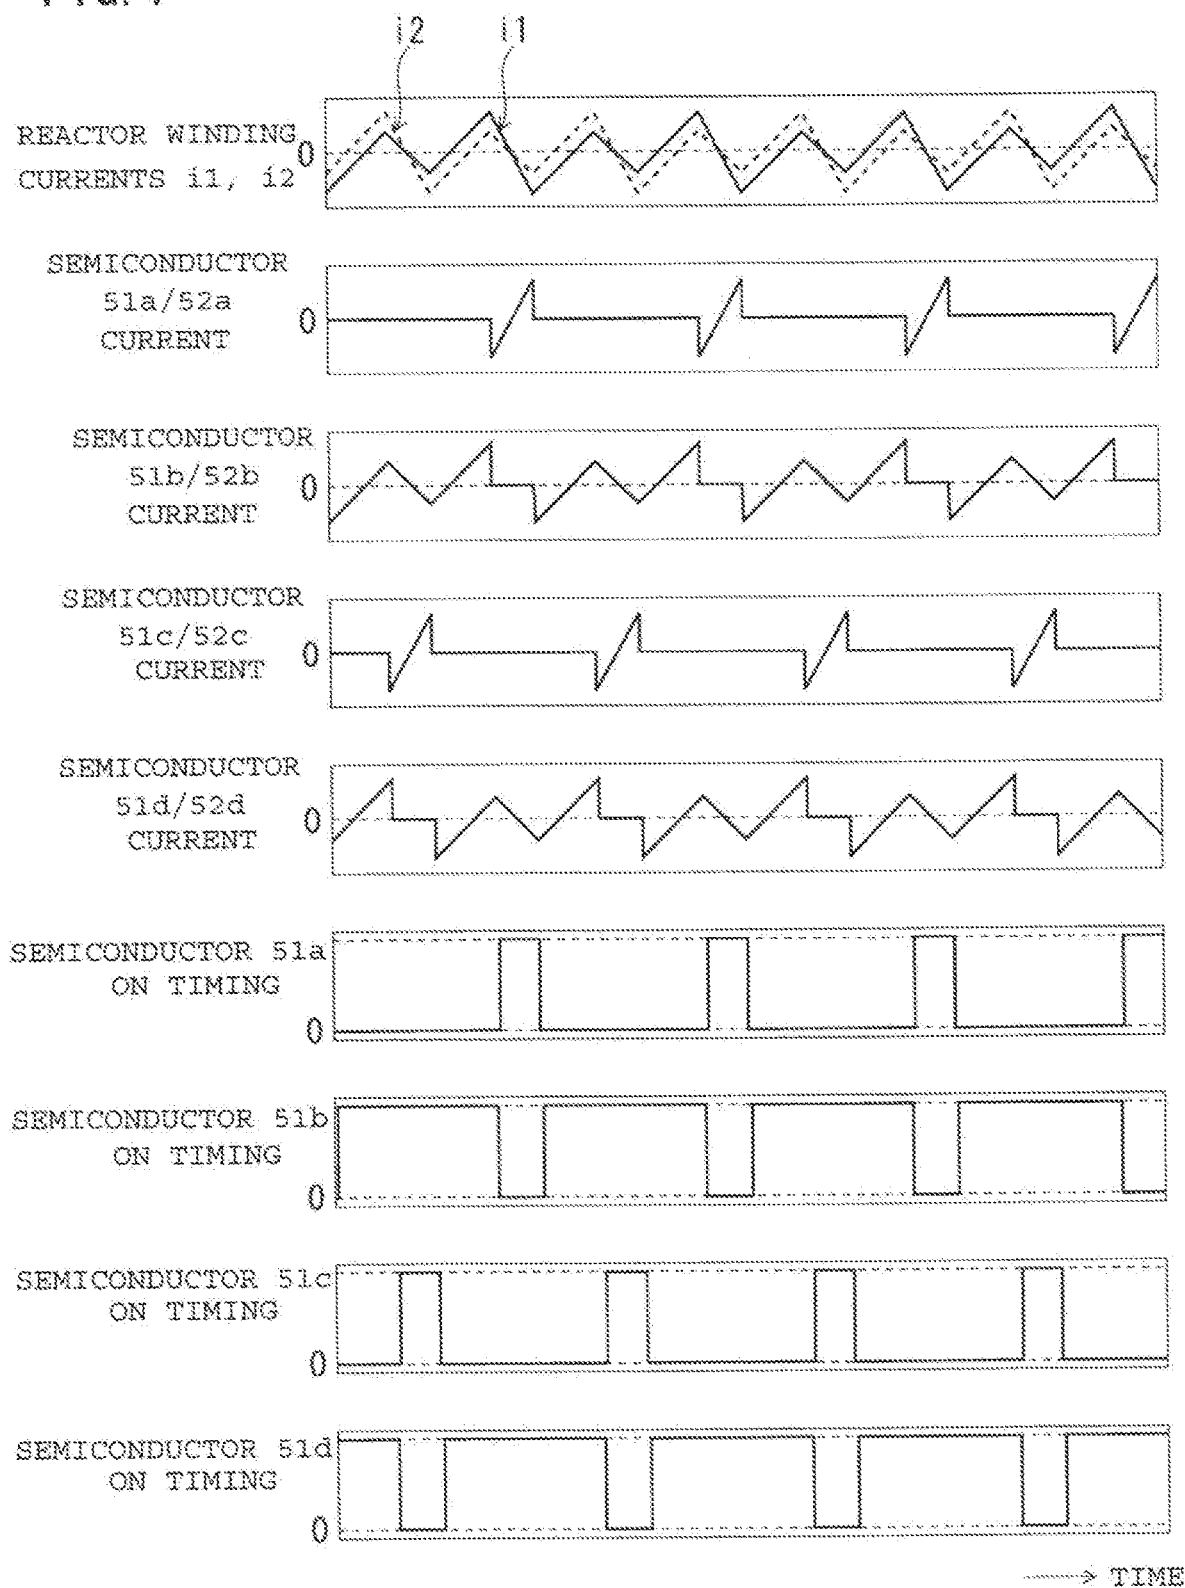 i2 i1
REACTOR WINDING
CURRENTS i1, i2
0
SEMICONDUCTOR
51a/52a
CURRENT
0
SEMICONDUCTOR
51b/52b
CURRENT
0
SEMICONDUCTOR
51c/52c
CURRENT
0
SEMICONDUCTOR
51d/52d
CURRENT
0
SEMICONDUCTOR 51a
ON TIMING
0
SEMICONDUCTOR 51b
ON TIMING
0
SEMICONDUCTOR 51c
ON TIMING
0
SEMICONDUCTOR 51d
ON TIMING
0
TIME